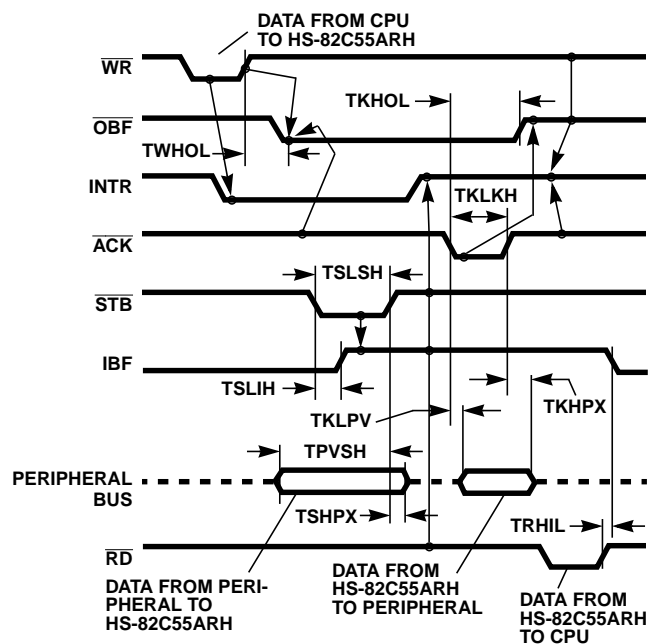 DATA FROM CPU
TO HS-82C55ARH
WR
TKHOL
OBF
TWHOL
INTR
TKLKH
ACK
TSLSH
STB
IBF
TSLIH
TKLPV
TKHPX
TPVSH
PERIPHERAL
BUS
TSHPX
TRHIL
RD
DATA FROM PERI-
PHERAL TO
HS-82C55ARH
DATA FROM
HS-82C55ARH
TO PERIPHERAL
DATA FROM
HS-82C55ARH
TO CPU